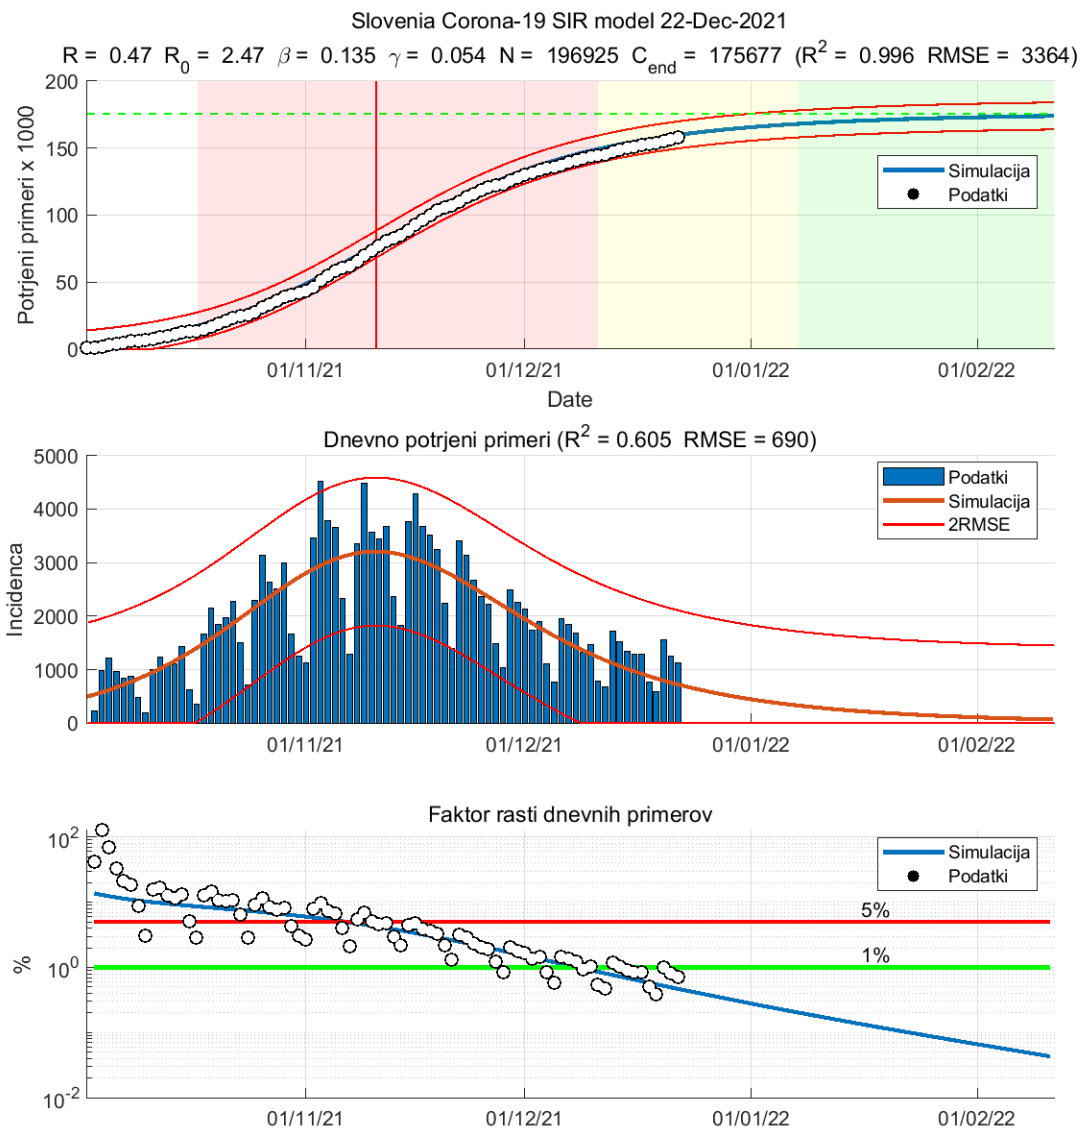 Slovenia Corona-19 SIR model 22-Dec-2021
R = 0.47 R0 = 2.47 β = 0.135 γ = 0.054 N = 196925 Cend = 175677 (R2 = 0.996 RMSE = 3364)
Potrjeni primeri x 1000
200
150
100
50
0
Simulacija
Podatki
01/11/21 01/12/21 01/01/22 01/02/22
Date
Dnevno potrjeni primeri (R2 = 0.605 RMSE = 690)
Incidenca
5000
4000
3000
2000
1000
0
Podatki
Simulacija
2RMSE
01/11/21 01/12/21 01/01/22 01/02/22
Faktor rasti dnevnih primerov
%
10^2
10^0
10^-2
Simulacija
Podatki
5%
1%
01/11/21 01/12/21 01/01/22 01/02/22